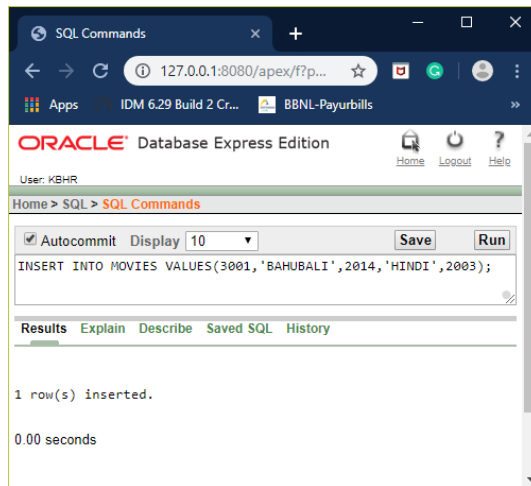 SQL Commands
127.0.0.1:8080/apex/f?p...
Apps IDM 6.29 Build 2 Cr... BBNL-Payurbills »
ORACLE Database Express Edition
Home Logout Help
User: KBHR
Home > SQL > SQL Commands
Autocommit Display 10 Save Run
INSERT INTO MOVIES VALUES(3001,'BAHUBALI',2014,'HINDI',2003);
Results Explain Describe Saved SQL History
1 row(s) inserted.
0.00 seconds